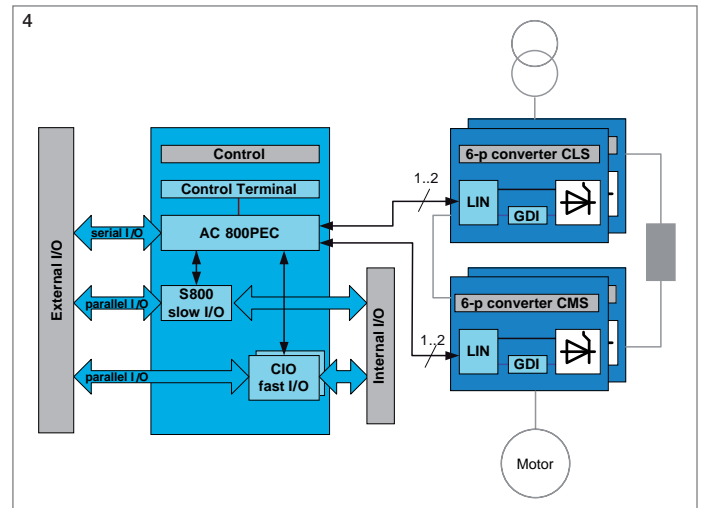 4
External I/O
serial I/O
parallel I/O
parallel I/O
Control
Control Terminal
AC 800PEC
S800
slow I/O
CIO
fast I/O
Internal I/O
1..2
1..2
6-p converter CLS
LIN
GDI
6-p converter CMS
LIN
GDI
Motor